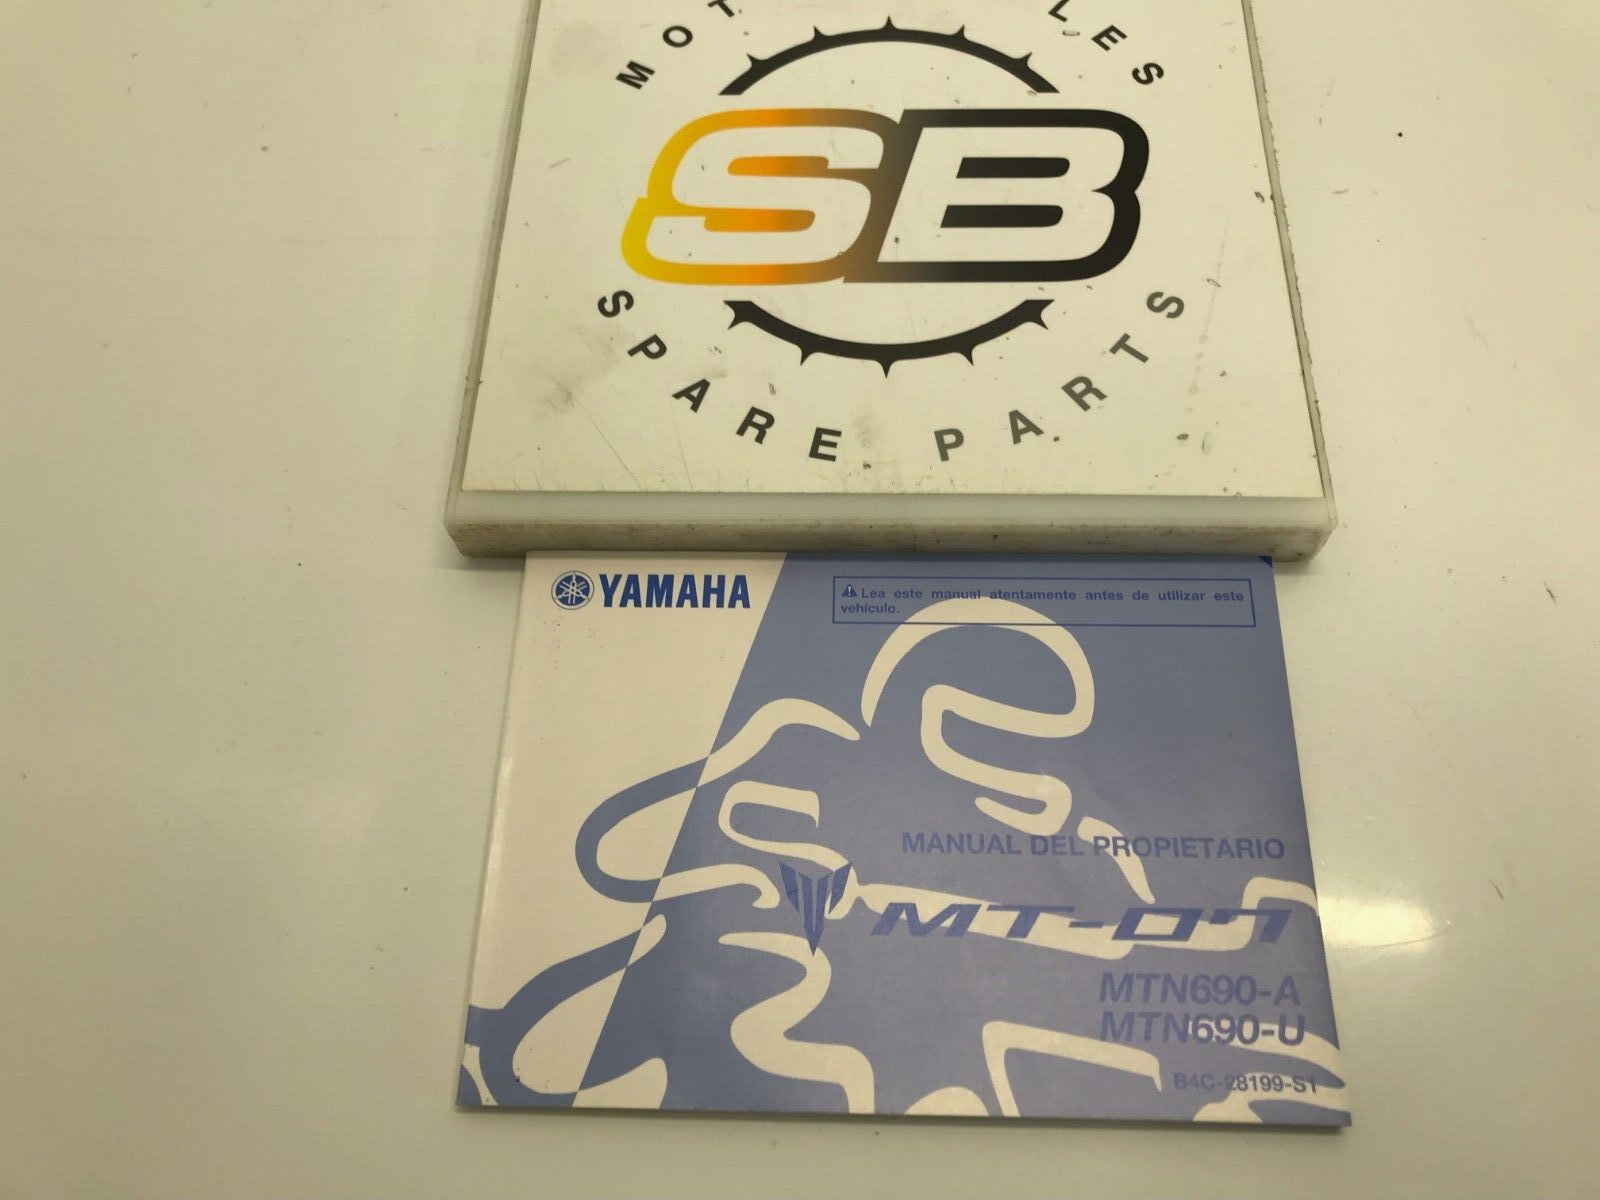 SB
SPARE PARTS
YAMAHA
Lea este manual atentamente antes de utilizar este
vehículo.
MANUAL DEL PROPIETARIO
MT-07
MTN690-A
MTN690-U
B4C-28199-S1